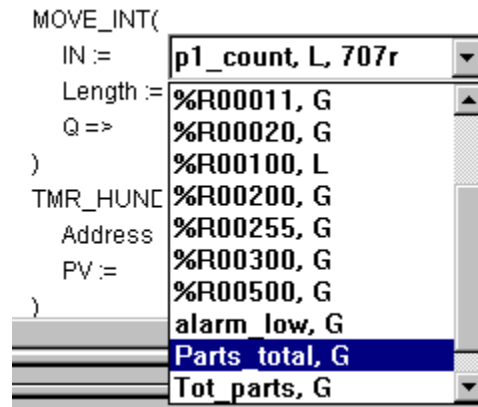 MOVE_INT(
IN := p1_count, L, 707r
Length := %R00011, G
Q => %R00020, G
) %R00100, L
TMR_HUND %R00200, G
Address %R00255, G
PV := %R00300, G
) %R00500, G
alarm_low, G
Parts_total, G
Tot_parts, G